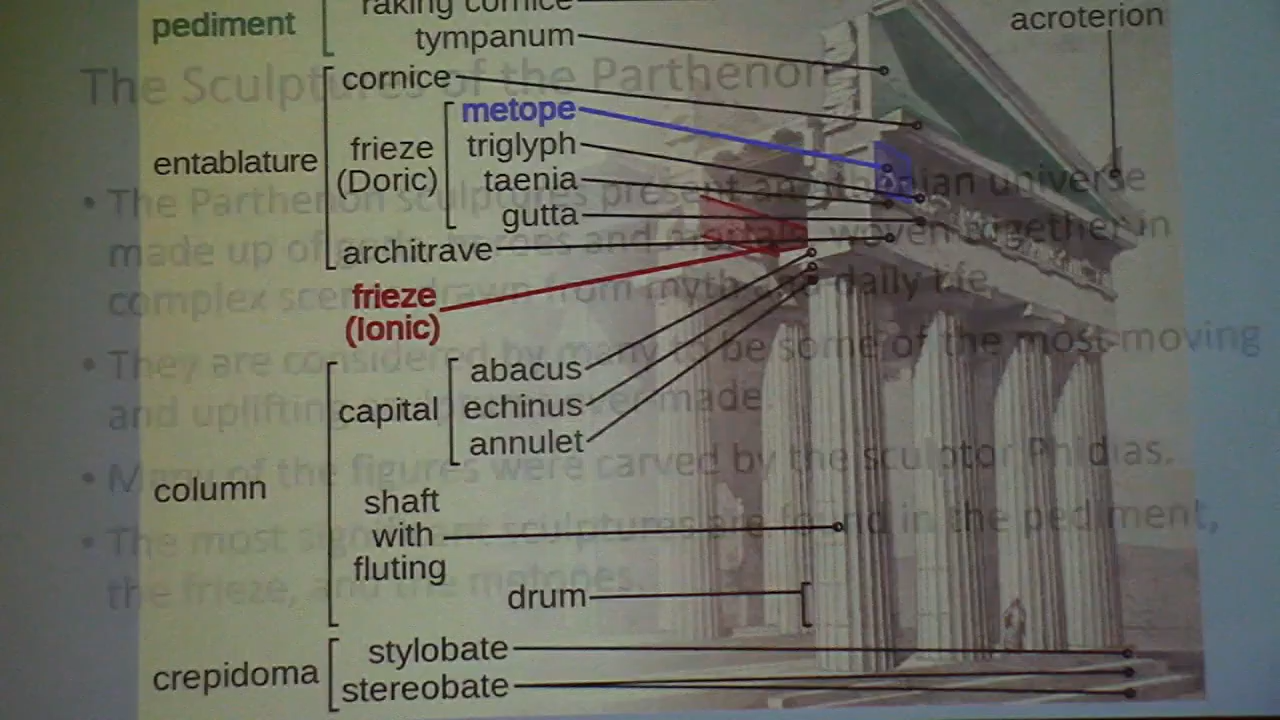 raking cornice
acroterion
pediment
tympanum
The Sculptures of the Parthenon
cornice
metope
frieze
(Doric)
triglyph
entablature
taenia
gutta
architrave
frieze
(Ionic)
abacus
capital
echinus
annulet
column
shaft
with
fluting
drum
stylobate
crepidoma
stereobate
• The Parthenon sculptures present an Athenian universe
made up of and mortals, woven together in
complex drawn from myth and daily life.
• They are considered by many to be some of the most moving
and uplifting ever made.
• Many of the figures were carved by the sculptor Phidias.
• The most significant sculptures are found in the pediment,
the frieze, and the metopes.